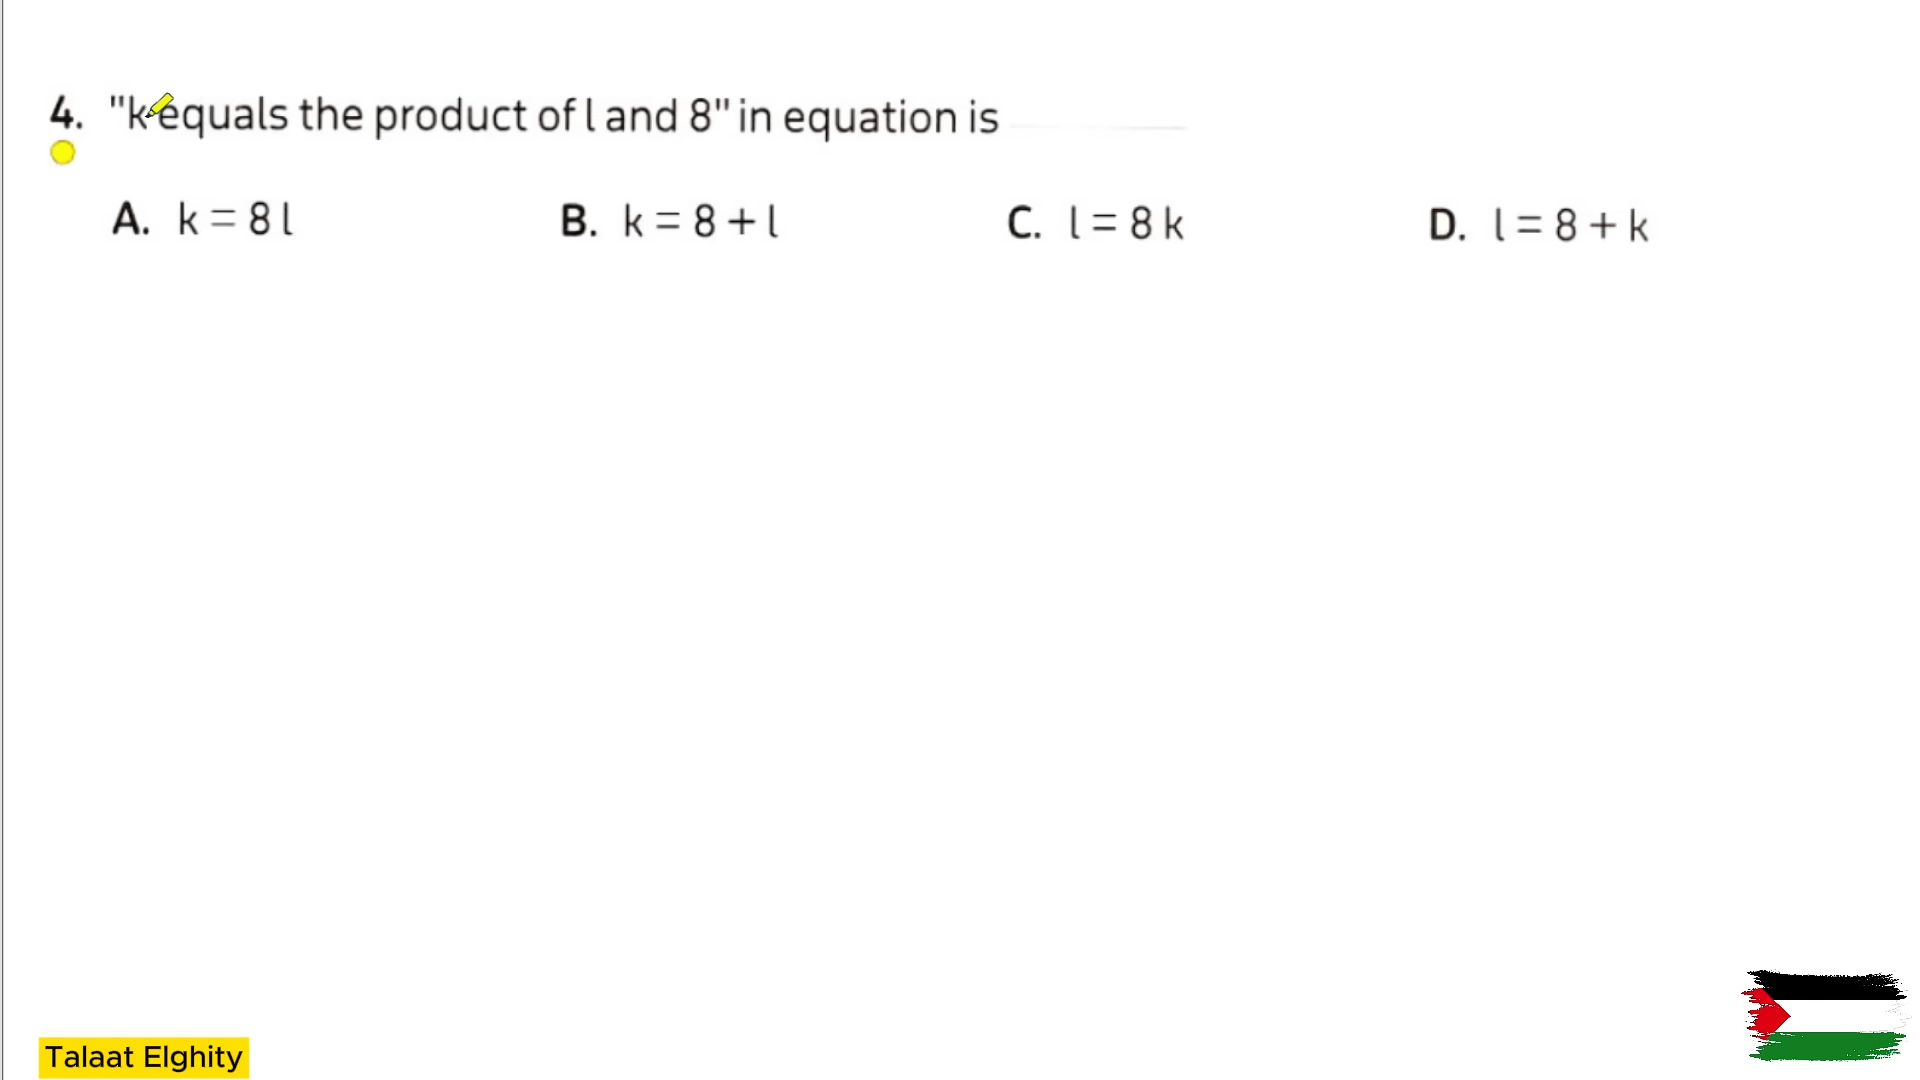 4. "k equals the product of l and 8" in equation is
A. k = 8 l B. k = 8 + l C. l = 8 k D. l = 8 + k
Talaat Elghity